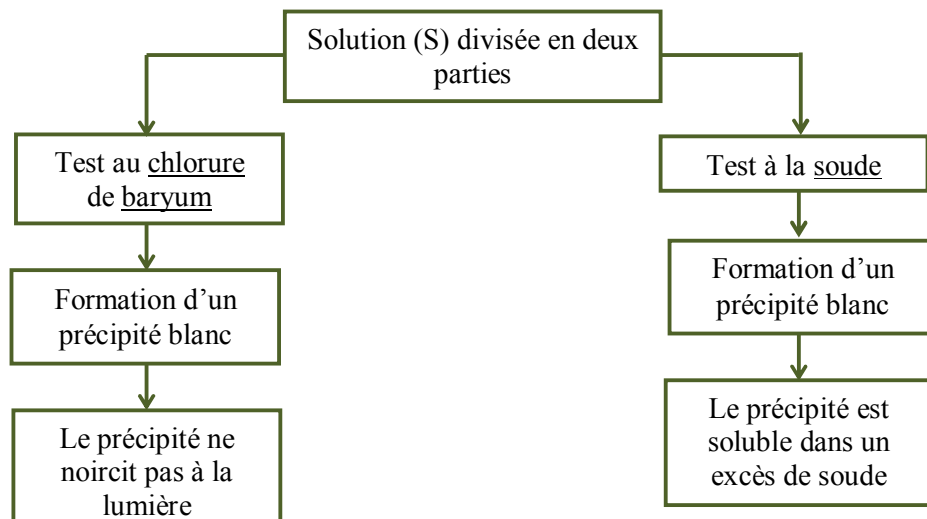 Solution (S) divisée en deux
parties
Test au chlorure
de baryum
Formation d’un
précipité blanc
Le précipité ne
noircit pas à la
lumière
Test à la soude
Formation d’un
précipité blanc
Le précipité est
soluble dans un
excès de soude